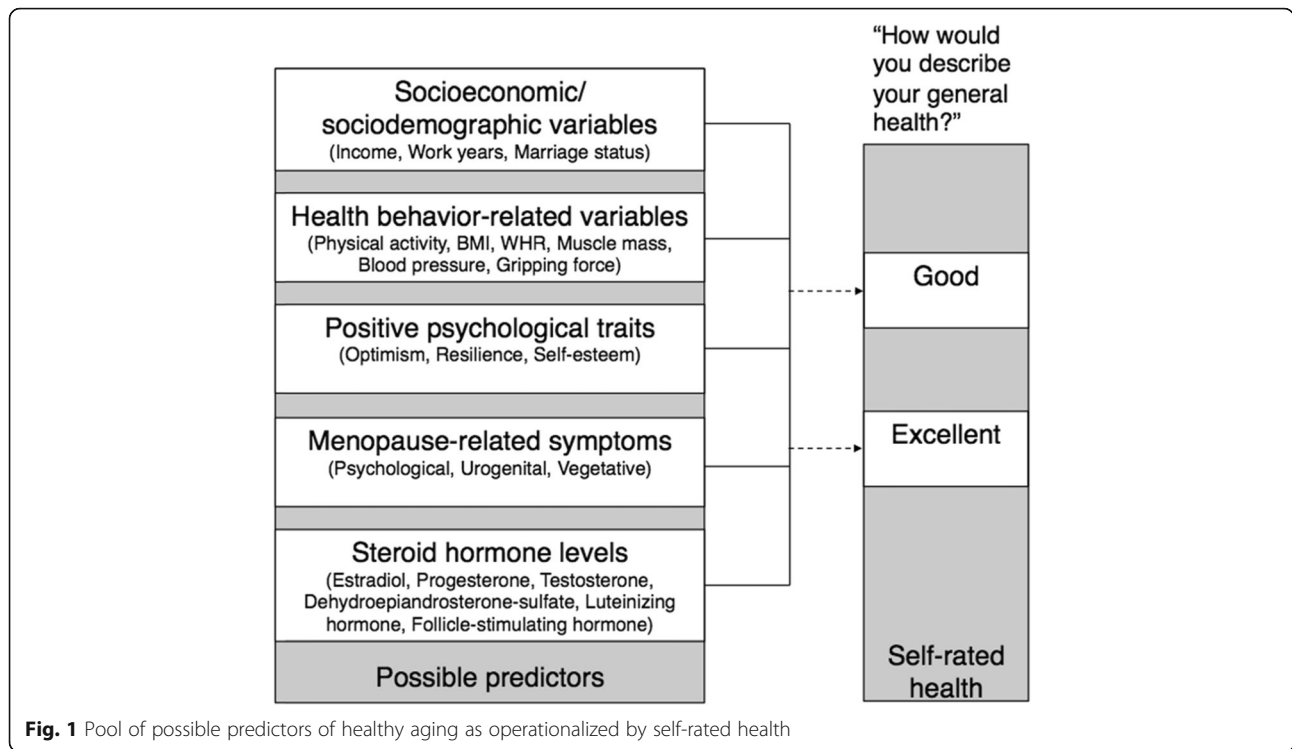 Socioeconomic/
sociodemographic variables
(Income, Work years, Marriage status)
Health behavior-related variables
(Physical activity, BMI, WHR, Muscle mass,
Blood pressure, Gripping force)
Positive psychological traits
(Optimism, Resilience, Self-esteem)
Menopause-related symptoms
(Psychological, Urogenital, Vegetative)
Steroid hormone levels
(Estradiol, Progesterone, Testosterone,
Dehydroepiandrosterone-sulfate, Luteinizing
hormone, Follicle-stimulating hormone)
Possible predictors
“How would
you describe
your general
health?”
Good
Excellent
Self-rated
health
Fig. 1 Pool of possible predictors of healthy aging as operationalized by self-rated health